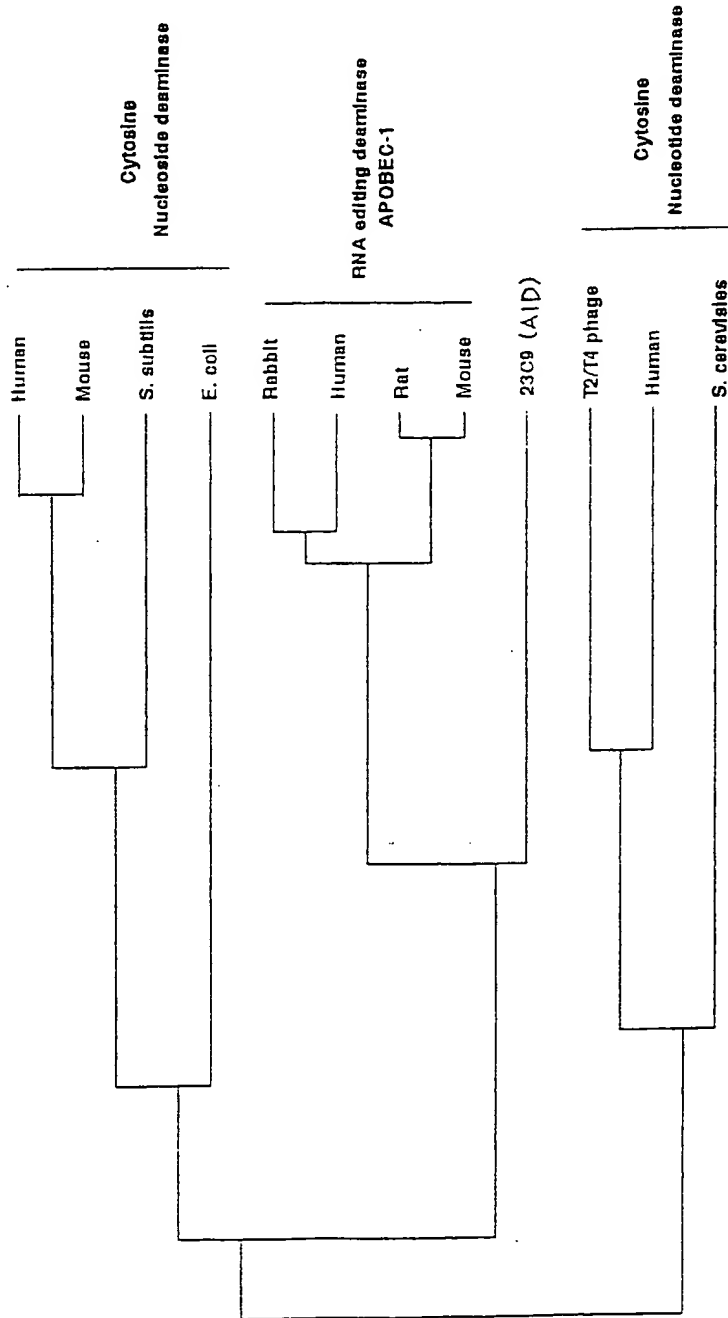 Human
Mouse
S. subtilis
E. coli
Cytosine
Nucleoside deaminase
Rabbit
Human
Rat
Mouse
RNA editing deaminase
APOBEC-1
23C9 (AID)
T2/T4 phage
Human
S. cerevisies
Cytosine
Nucleotide deaminase